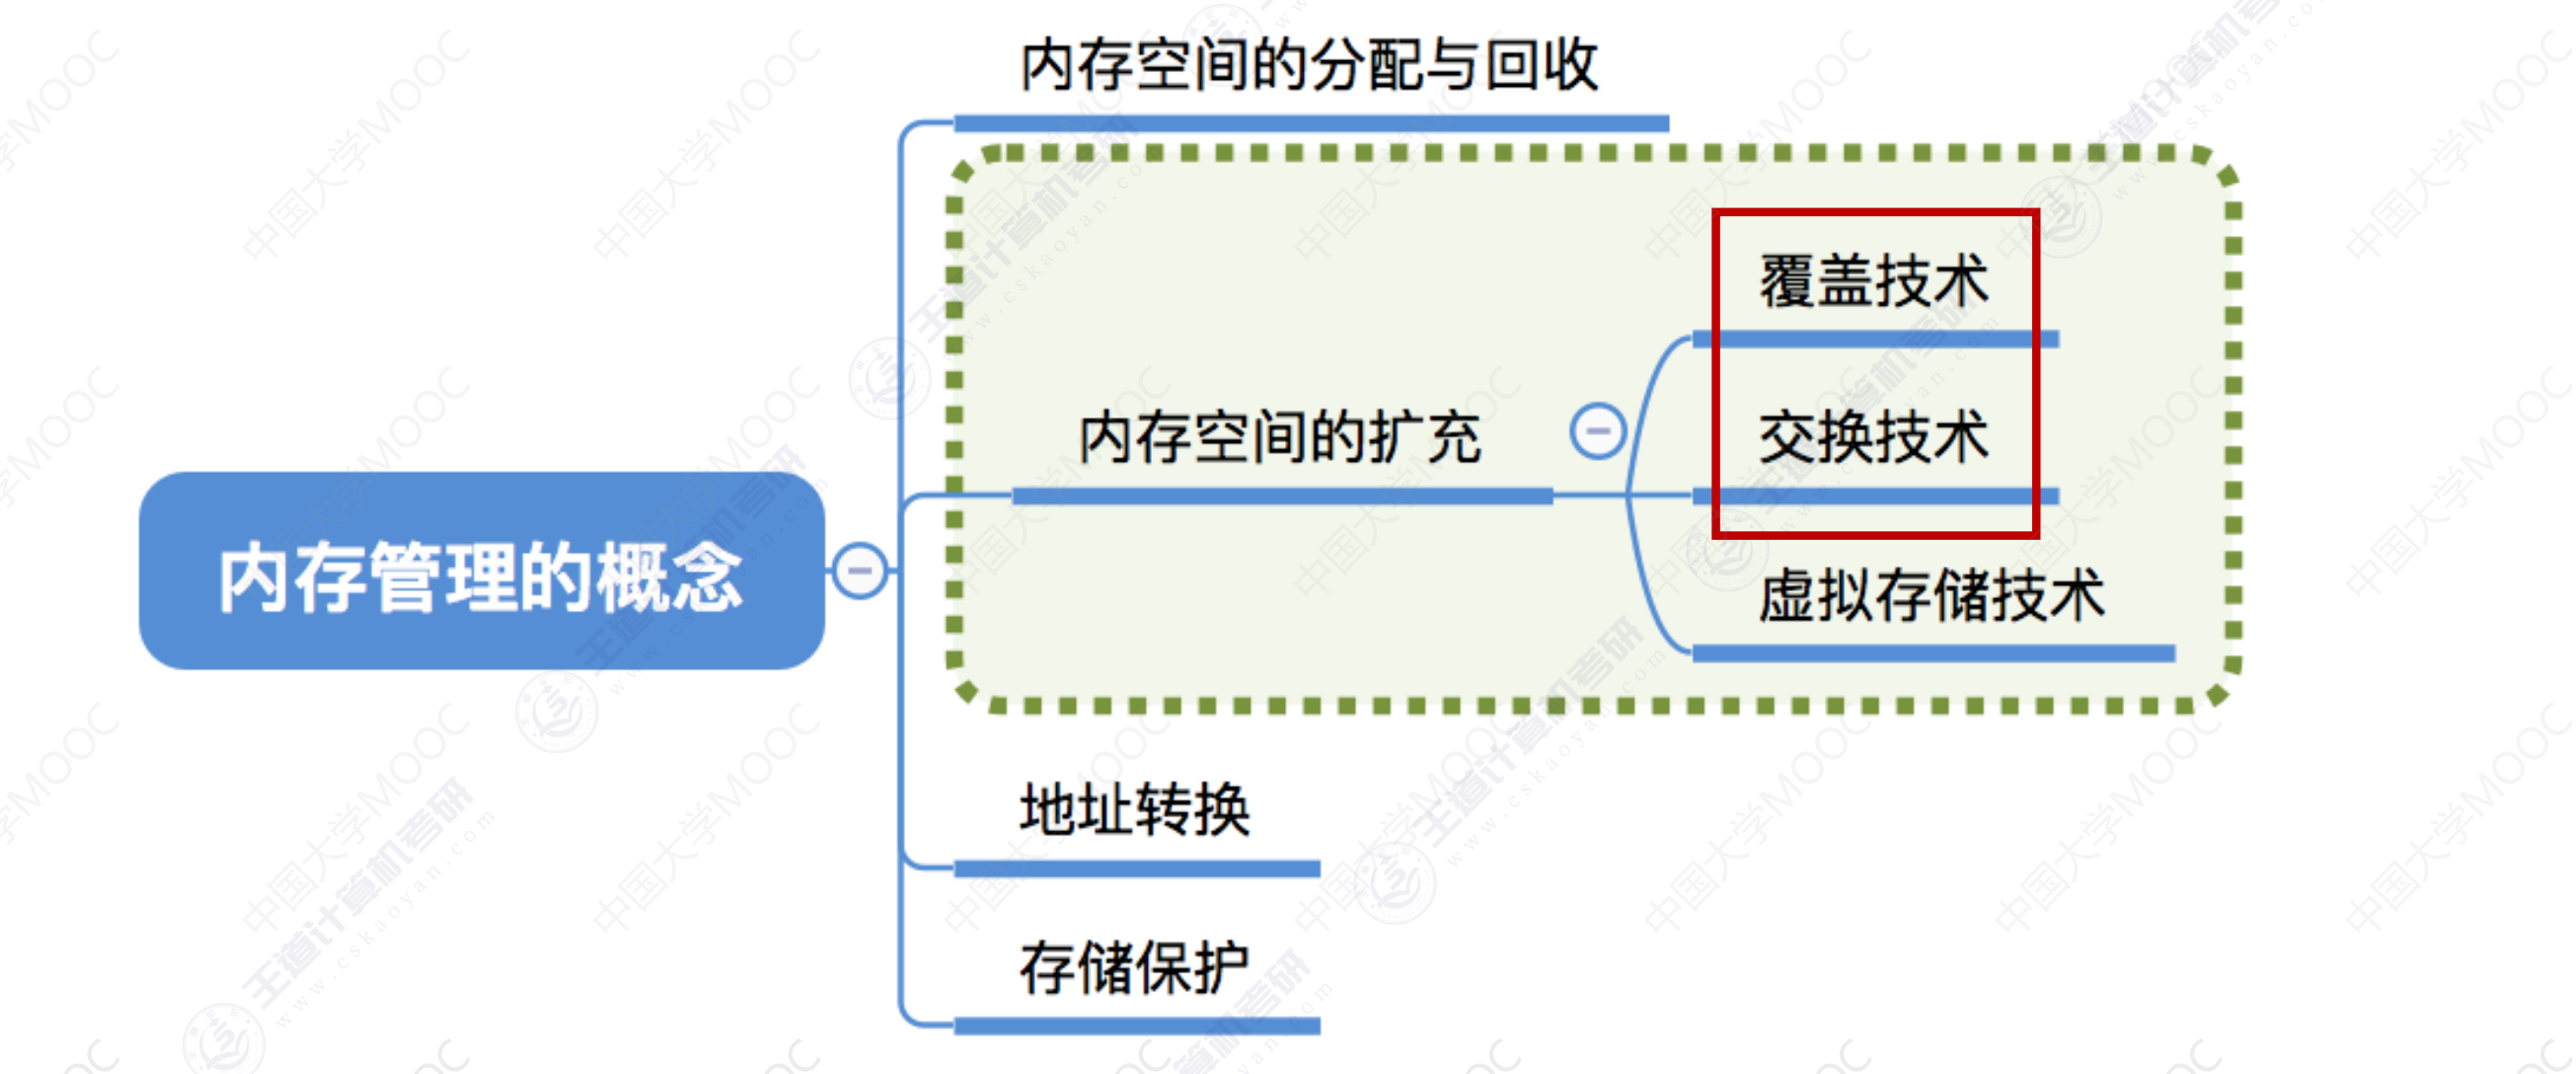 内存空间的分配与回收
覆盖技术
内存空间的扩充
交换技术
内存管理的概念
虚拟存储技术
地址转换
存储保护
中国大学MOOC
王道计算机考研
www.cskaoyan.com